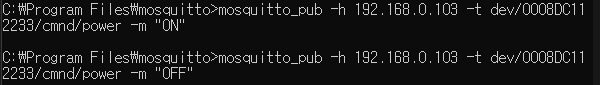 C:₩Program Files₩mosquitto>mosquitto_pub -h 192.168.0.103 -t dev/0008DC11
2233/cmnd/power -m "ON"
C:₩Program Files₩mosquitto>mosquitto_pub -h 192.168.0.103 -t dev/0008DC11
2233/cmnd/power -m "OFF"